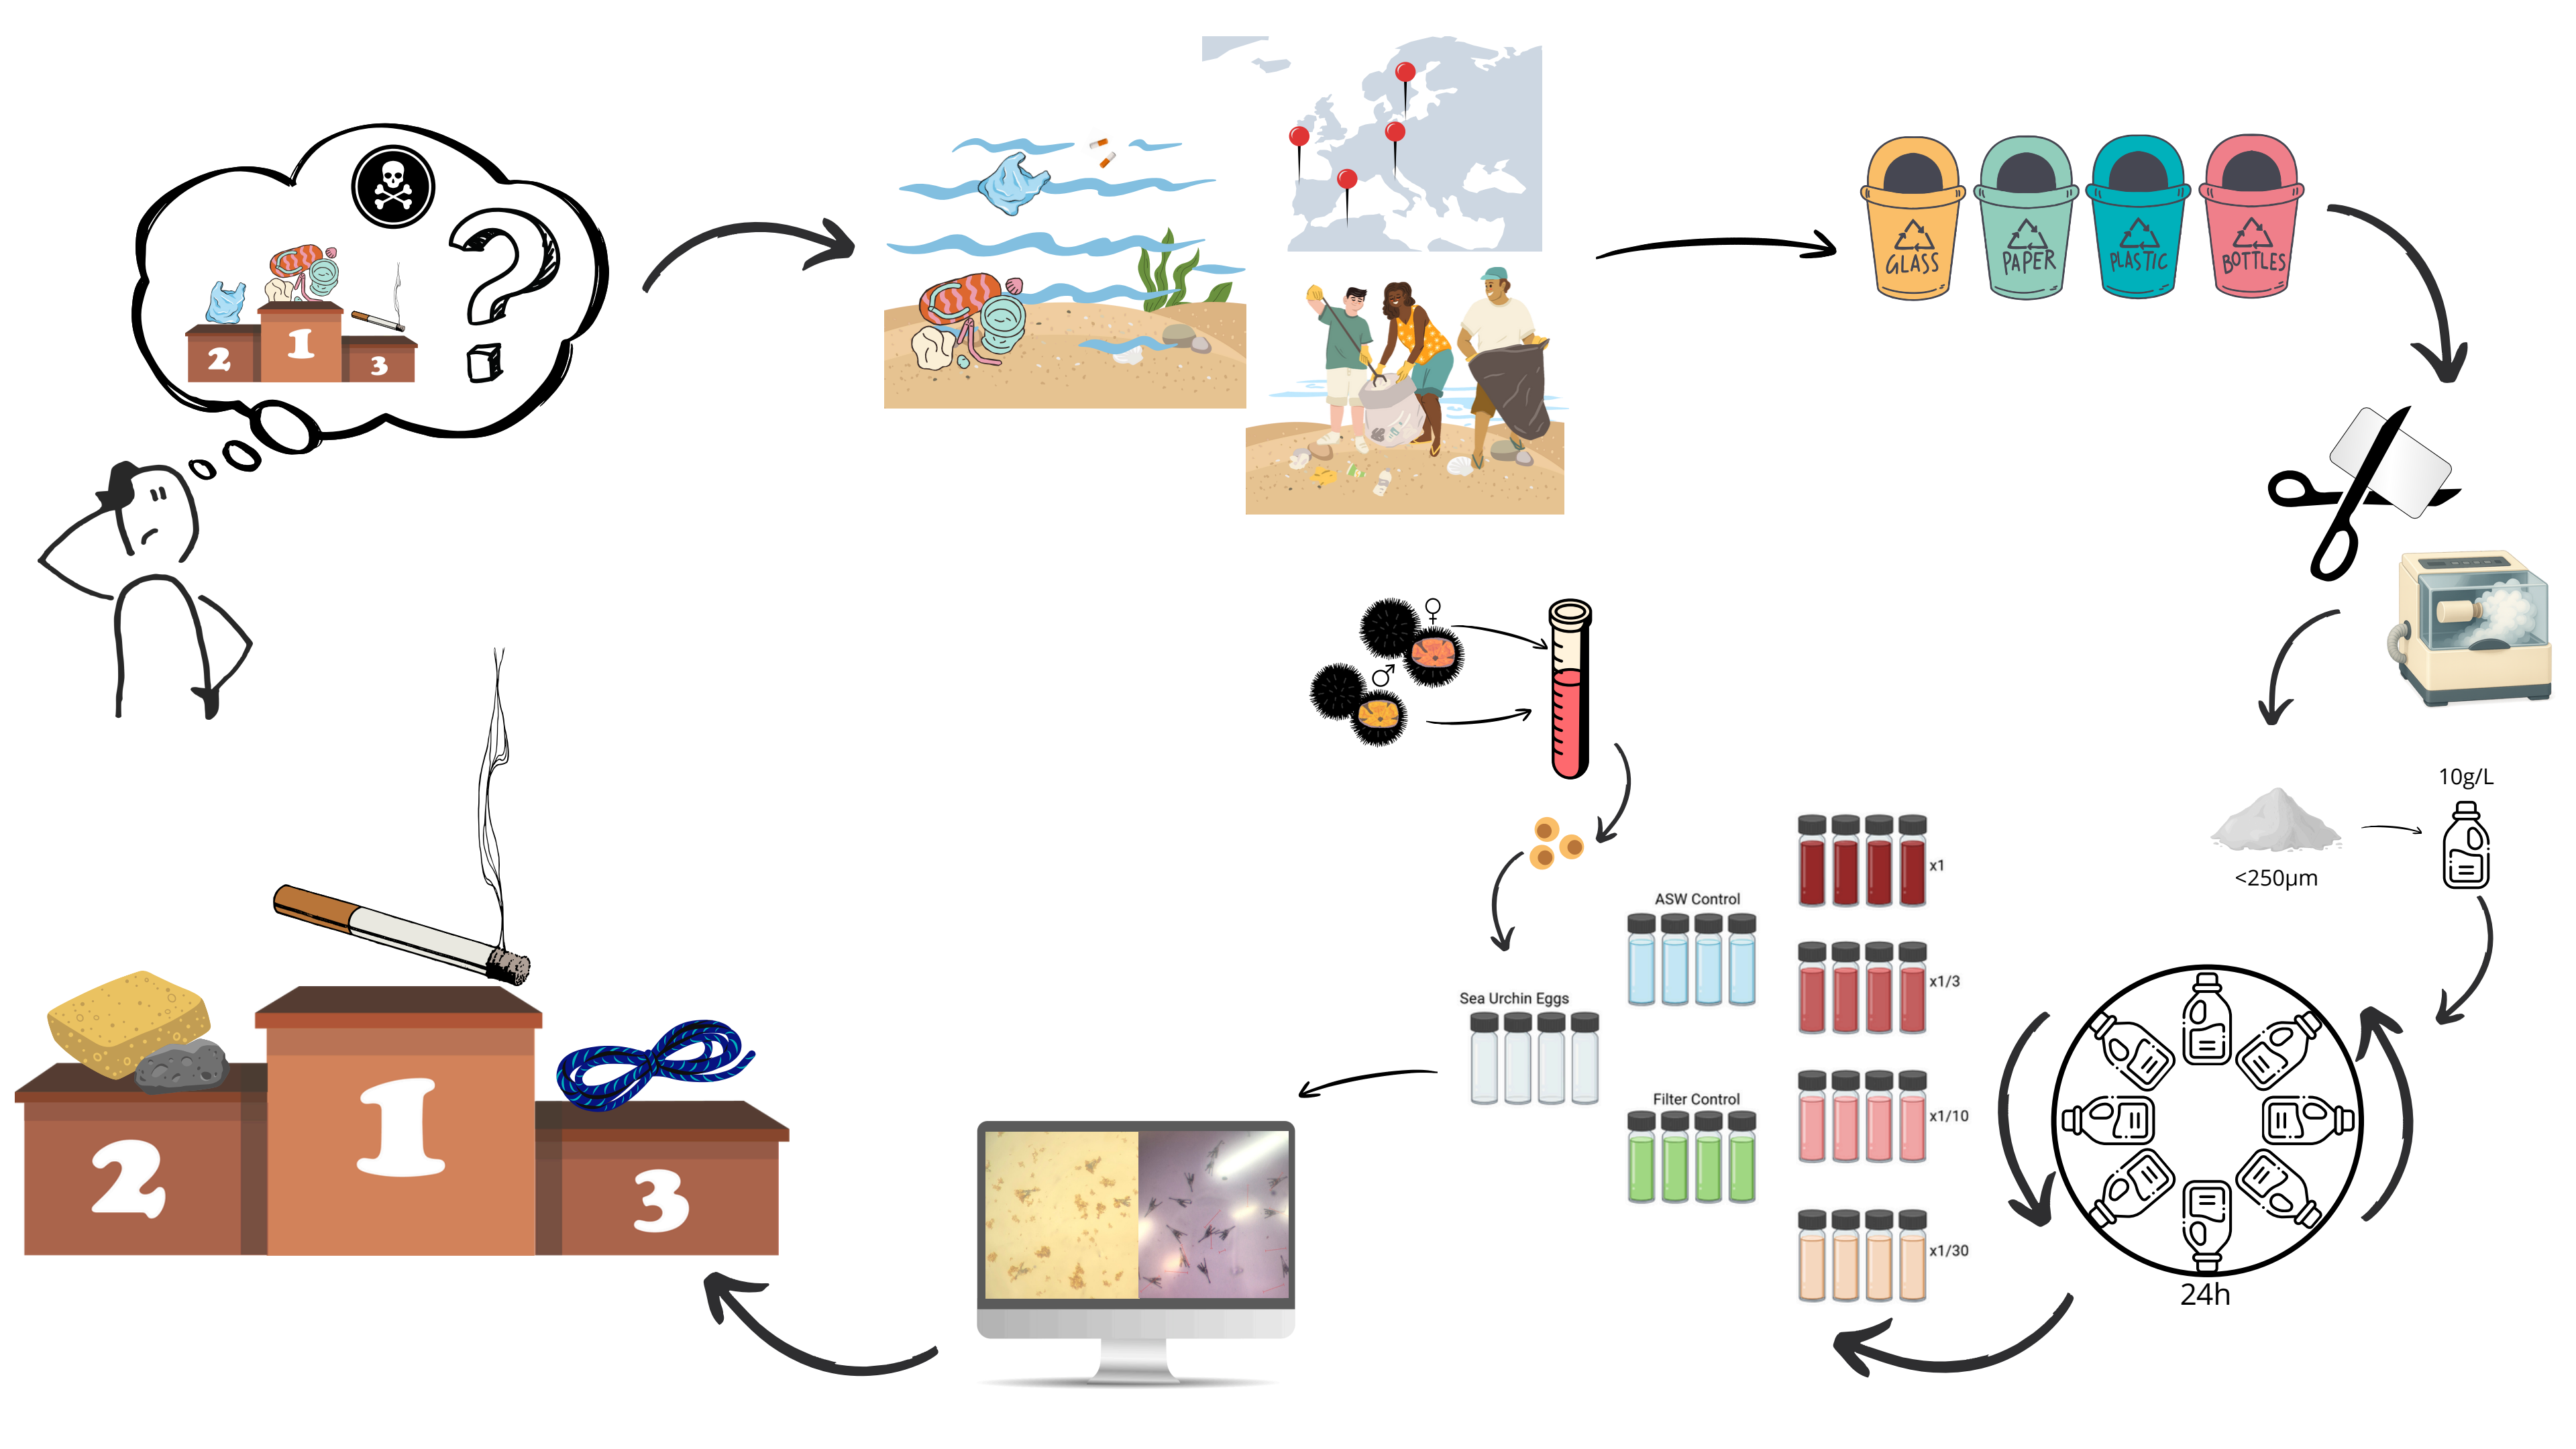 2
1
3
?
GLASS
PAPER
PLASTIC
BOTTLES
♀
♂
10g/L
<250µm
x1
ASW Control
x1/3
Sea Urchin Eggs
Filter Control
x1/10
x1/30
24h
2
1
3